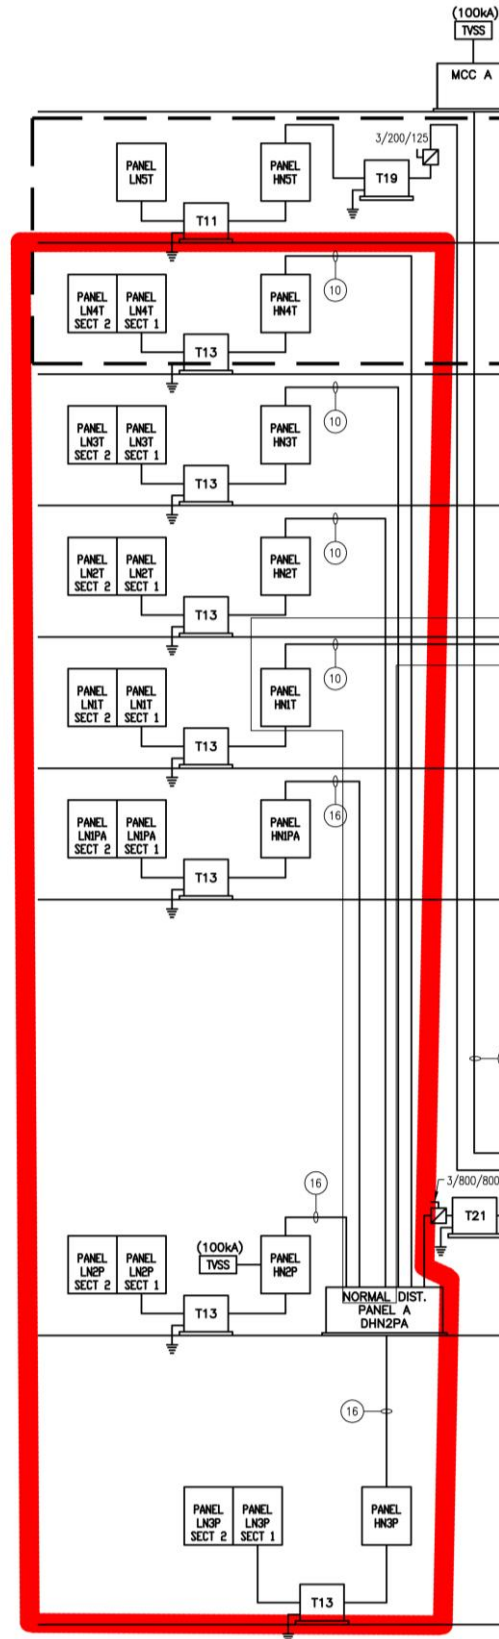 (100kA)
TVSS
MCC A
3/200/125
PANEL
LN5T
PANEL
HN5T
T19
T11
10
PANEL
LN4T
SECT 2
PANEL
LN4T
SECT 1
PANEL
HN4T
T13
10
PANEL
LN3T
SECT 2
PANEL
LN3T
SECT 1
PANEL
HN3T
T13
10
PANEL
LN2T
SECT 2
PANEL
LN2T
SECT 1
PANEL
HN2T
T13
10
PANEL
LN1T
SECT 2
PANEL
LN1T
SECT 1
PANEL
HN1T
T13
16
PANEL
LN1PA
SECT 2
PANEL
LN1PA
SECT 1
PANEL
HN1PA
T13
16
3/800/800
T21
(100kA)
TVSS
PANEL
LN2P
SECT 2
PANEL
LN2P
SECT 1
PANEL
HN2P
T13
NORMAL DIST.
PANEL A
DHN2PA
16
PANEL
LN3P
SECT 2
PANEL
LN3P
SECT 1
PANEL
HN3P
T13